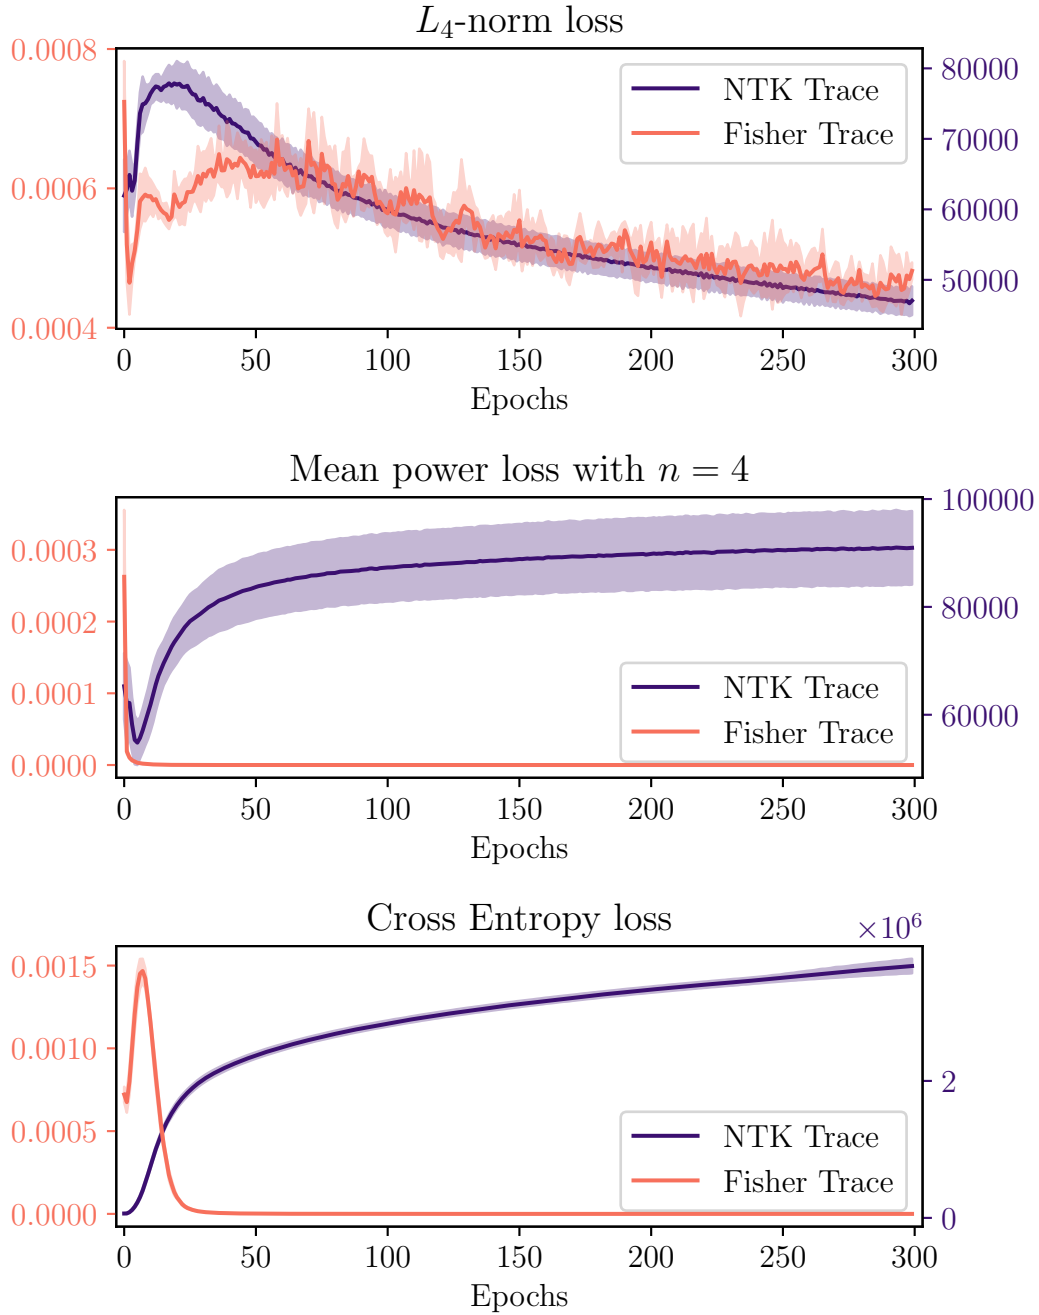 L₄-norm loss
0.0008
0.0006
0.0004
80000
70000
60000
50000
NTK Trace
Fisher Trace
0 50 100 150 200 250 300
Epochs
Mean power loss with n = 4
0.0003
0.0002
0.0001
0.0000
100000
80000
60000
NTK Trace
Fisher Trace
0 50 100 150 200 250 300
Epochs
Cross Entropy loss
×10⁶
0.0015
0.0010
0.0005
0.0000
2
0
NTK Trace
Fisher Trace
0 50 100 150 200 250 300
Epochs